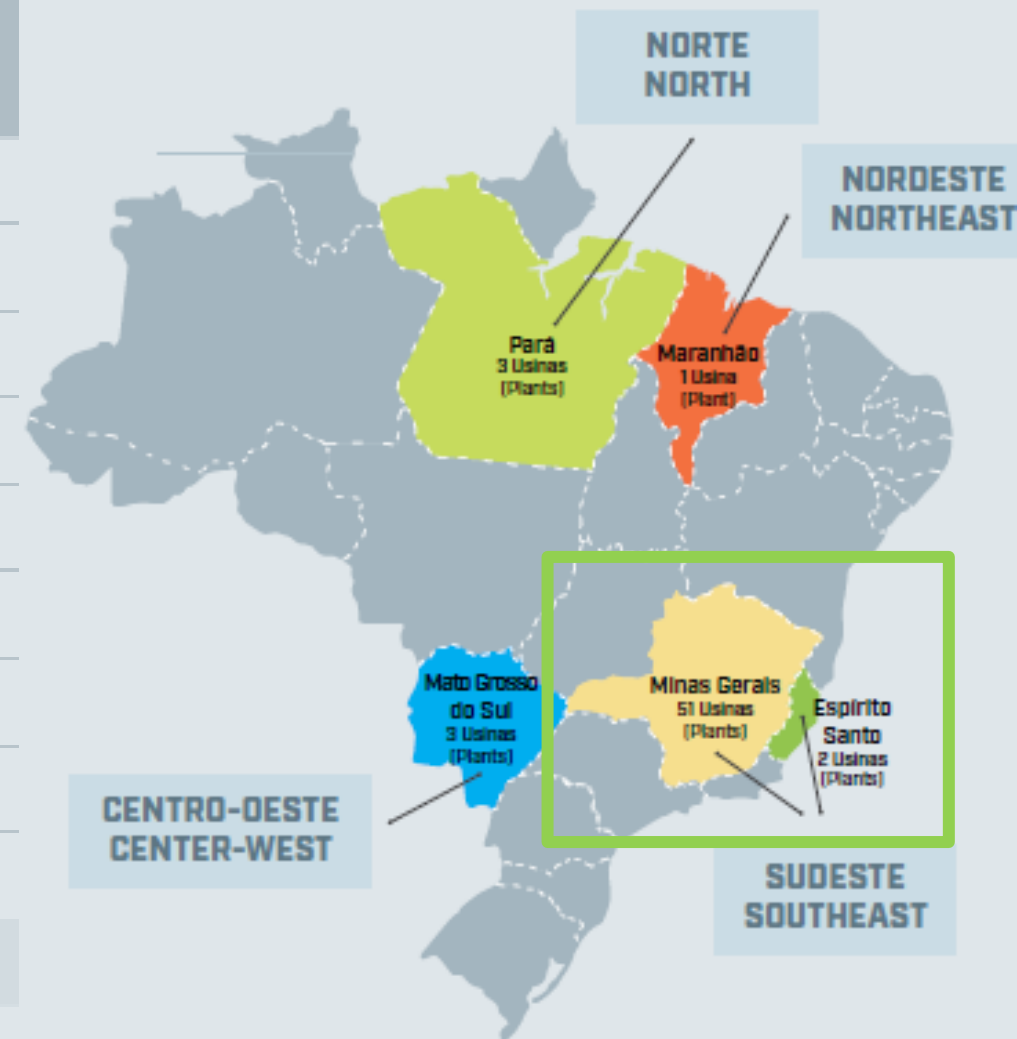 NORTE
NORTH
NORDESTE
NORTHEAST
Pará
3 Usinas
(Plants)
Maranhão
1 Usina
(Plant)
Mato Grosso
do Sul
3 Usinas
(Plants)
Minas Gerais
51 Usinas
(Plants)
Espírito
Santo
2 Usinas
(Plants)
CENTRO-OESTE
CENTER-WEST
SUDESTE
SOUTHEAST